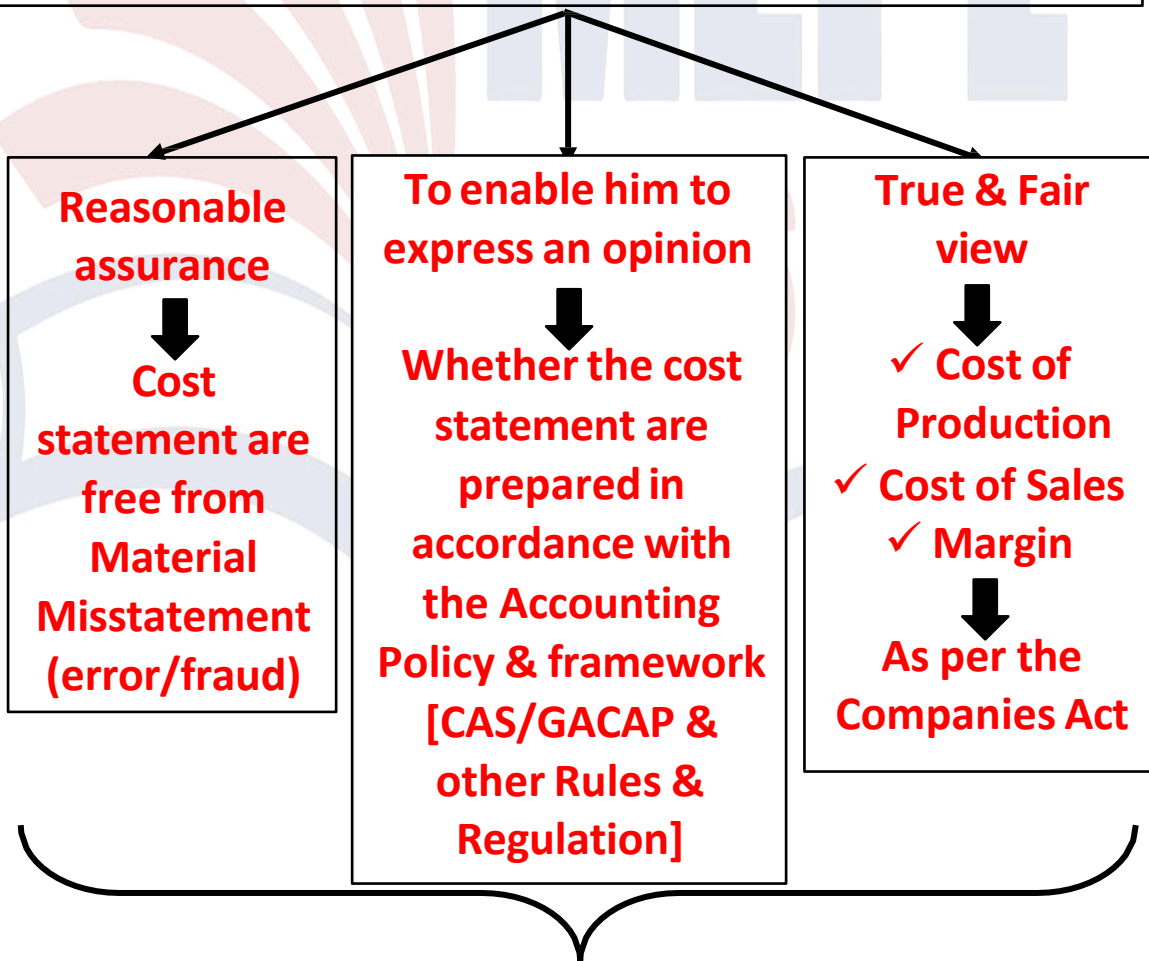 Reasonable
assurance
Cost
statement are
free from
Material
Misstatement
(error/fraud)
To enable him to
express an opinion
Whether the cost
statement are
prepared in
accordance with
the Accounting
Policy & framework
[CAS/GACAP &
other Rules &
Regulation]
True & Fair
view
✓ Cost of
Production
✓ Cost of Sales
✓ Margin
As per the
Companies Act